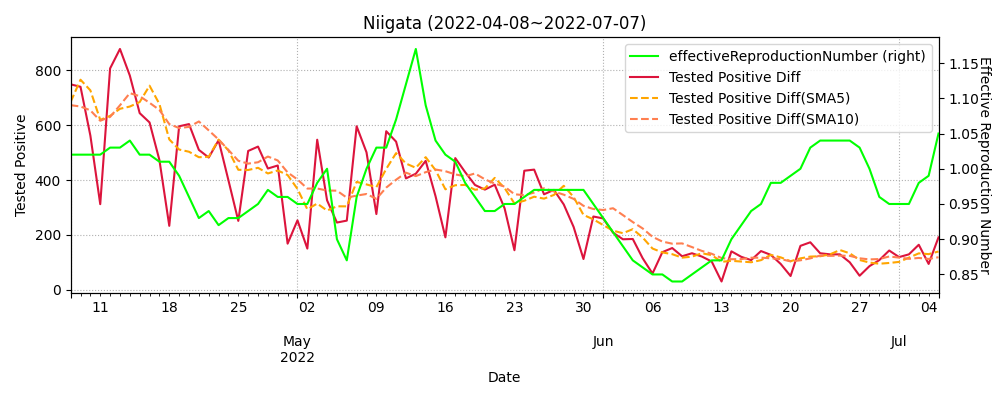 Niigata (2022-04-08~2022-07-07)
effectiveReproductionNumber (right)
Tested Positive Diff
Tested Positive Diff(SMA5)
Tested Positive Diff(SMA10)
Tested Positive
800
600
400
200
0
Effective Reproduction Number
1.15
1.10
1.05
1.00
0.95
0.90
0.85
11 18 25 02 09 16 23 30 06 13 20 27 04
May Jun Jul
2022
Date